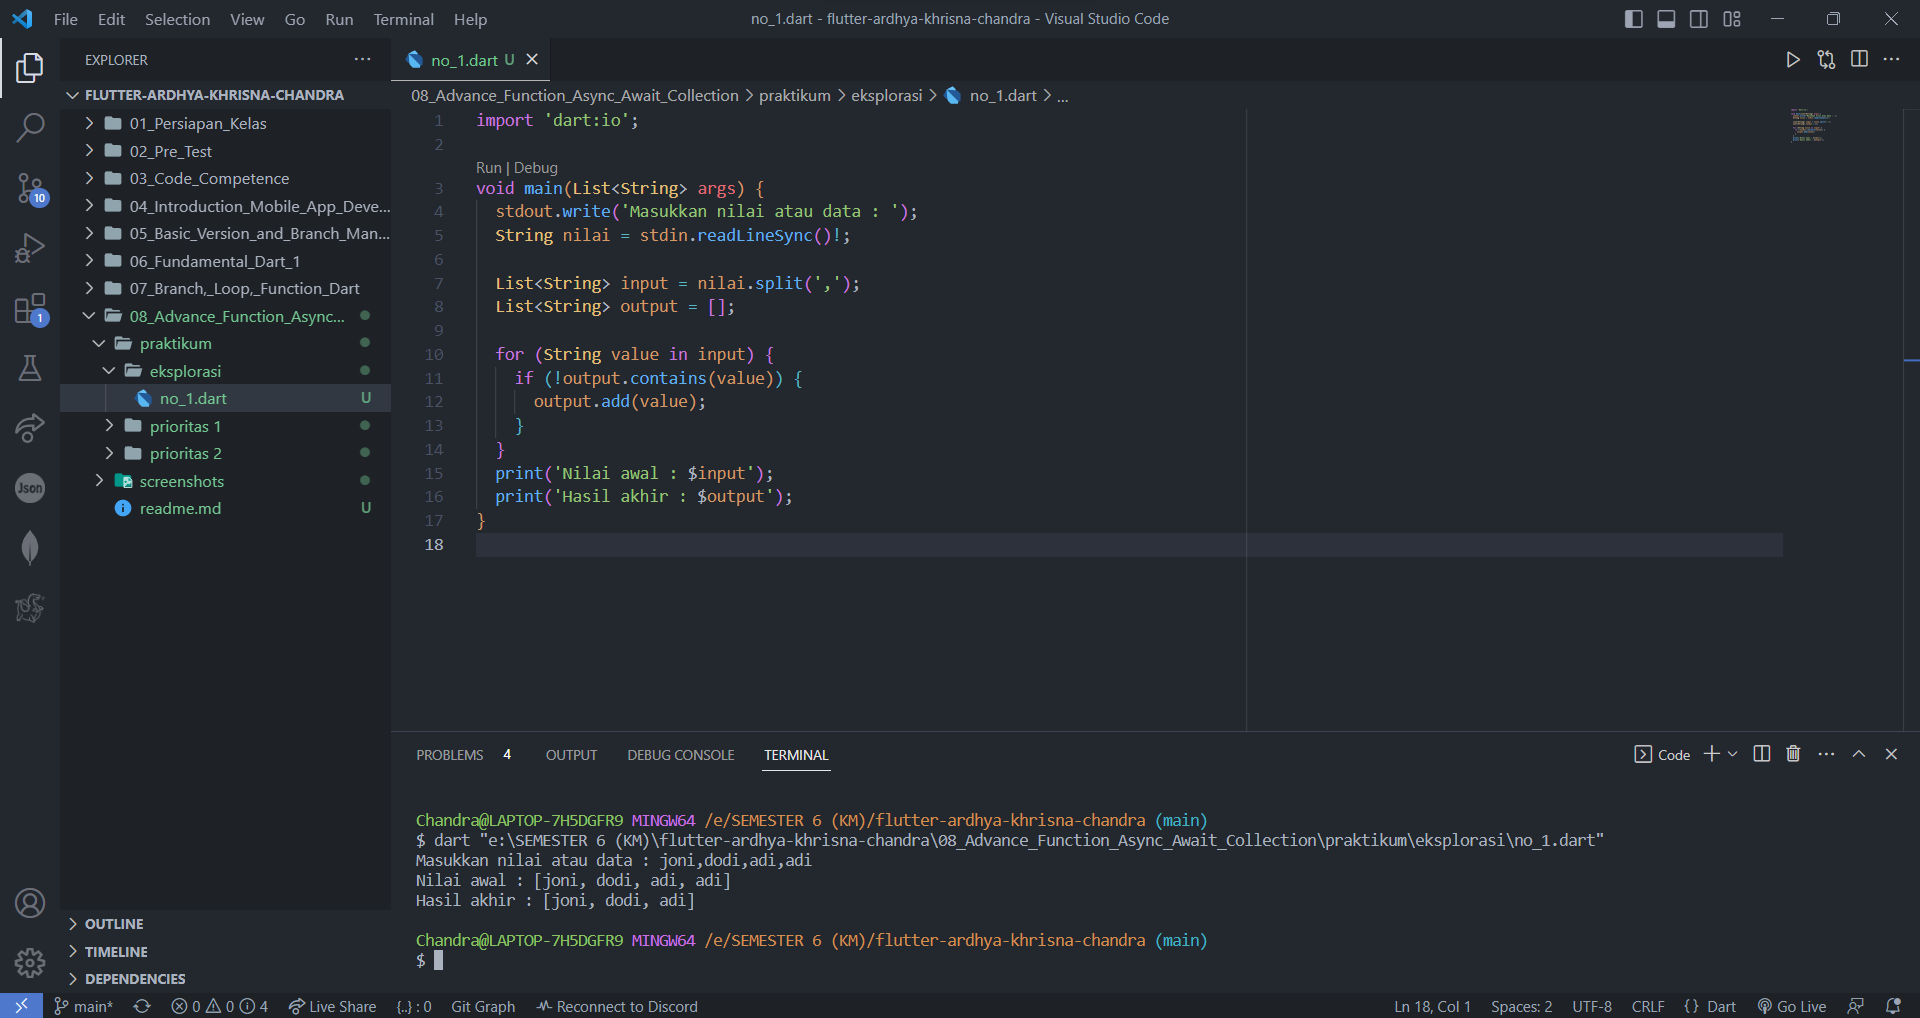 File Edit Selection View Go Run Terminal Help
no_1.dart - flutter-ardhya-khrisna-chandra - Visual Studio Code
EXPLORER
FLUTTER-ARDHYA-KHRISNA-CHANDRA
01_Persiapan_Kelas
02_Pre_Test
03_Code_Competence
04_Introduction_Mobile_App_Deve...
05_Basic_Version_and_Branch_Man...
06_Fundamental_Dart_1
07_Branch,_Loop,_Function_Dart
08_Advance_Function_Async...
praktikum
eksplorasi
no_1.dart U
prioritas 1
prioritas 2
screenshots
readme.md U
OUTLINE
TIMELINE
DEPENDENCIES
10
1
Json
no_1.dart U
08_Advance_Function_Async_Await_Collection > praktikum > eksplorasi > no_1.dart > ...
1 import 'dart:io';
2
Run | Debug
3 void main(List<String> args) {
4 stdout.write('Masukkan nilai atau data : ');
5 String nilai = stdin.readLineSync()!;
6
7 List<String> input = nilai.split(',');
8 List<String> output = [];
9
10 for (String value in input) {
11 if (!output.contains(value)) {
12 output.add(value);
13 }
14 }
15 print('Nilai awal : $input');
16 print('Hasil akhir : $output');
17 }
18
PROBLEMS 4 OUTPUT DEBUG CONSOLE TERMINAL
Code
Chandra@LAPTOP-7H5DGFR9 MINGW64 /e/SEMESTER 6 (KM)/flutter-ardhya-khrisna-chandra (main)
$ dart "e:\SEMESTER 6 (KM)\flutter-ardhya-khrisna-chandra\08_Advance_Function_Async_Await_Collection\praktikum\eksplorasi\no_1.dart"
Masukkan nilai atau data : joni,dodi,adi,adi
Nilai awal : [joni, dodi, adi, adi]
Hasil akhir : [joni, dodi, adi]
Chandra@LAPTOP-7H5DGFR9 MINGW64 /e/SEMESTER 6 (KM)/flutter-ardhya-khrisna-chandra (main)
$
main* 0 0 4 Live Share {..} : 0 Git Graph Reconnect to Discord
Ln 18, Col 1 Spaces: 2 UTF-8 CRLF {} Dart Go Live